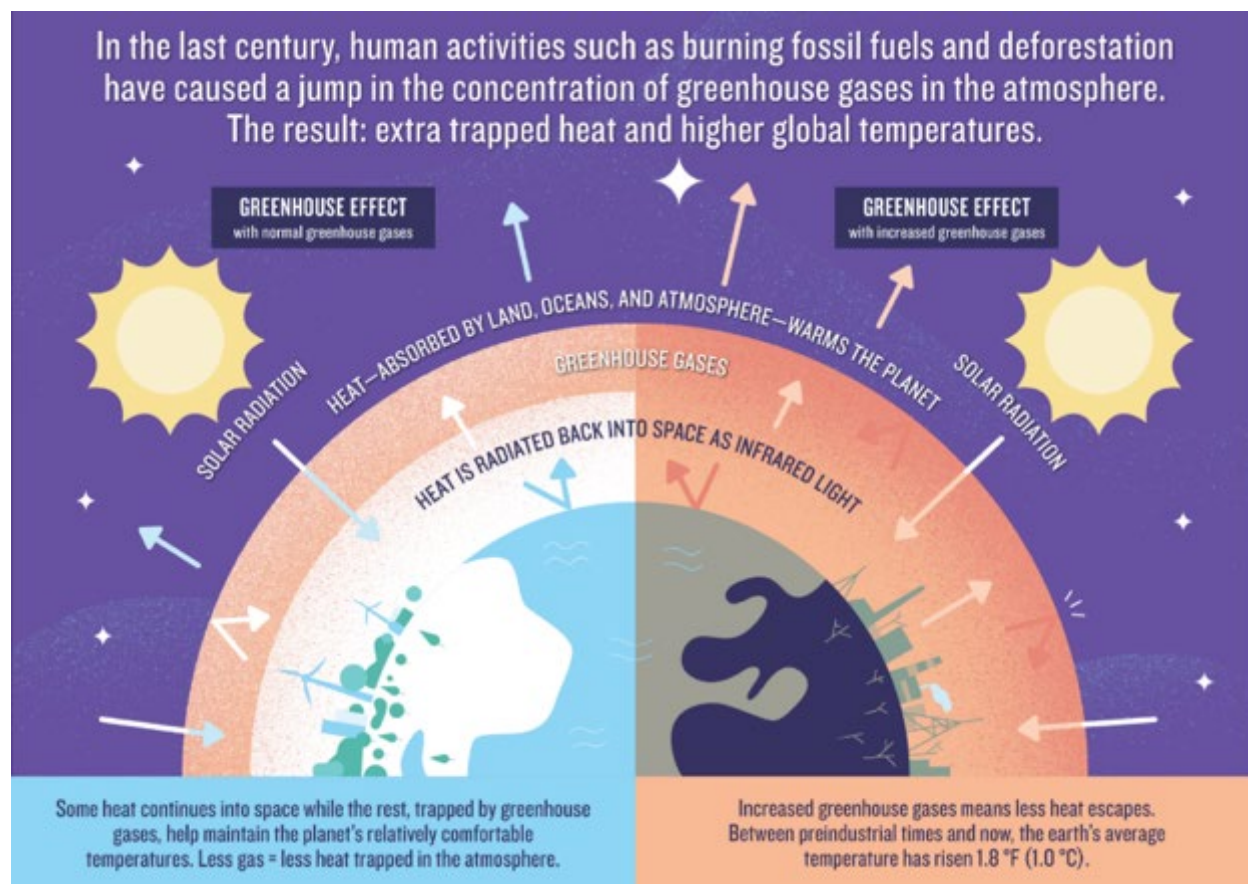 In the last century, human activities such as burning fossil fuels and deforestation
have caused a jump in the concentration of greenhouse gases in the atmosphere.
The result: extra trapped heat and higher global temperatures.
GREENHOUSE EFFECT
with normal greenhouse gases
GREENHOUSE EFFECT
with increased greenhouse gases
SOLAR RADIATION
HEAT—ABSORBED BY LAND, OCEANS, AND ATMOSPHERE—WARMS THE PLANET
SOLAR RADIATION
GREENHOUSE GASES
HEAT IS RADIATED BACK INTO SPACE AS INFRARED LIGHT
Some heat continues into space while the rest, trapped by greenhouse
gases, help maintain the planet's relatively comfortable
temperatures. Less gas = less heat trapped in the atmosphere.
Increased greenhouse gases means less heat escapes.
Between preindustrial times and now, the earth's average
temperature has risen 1.8 °F (1.0 °C).